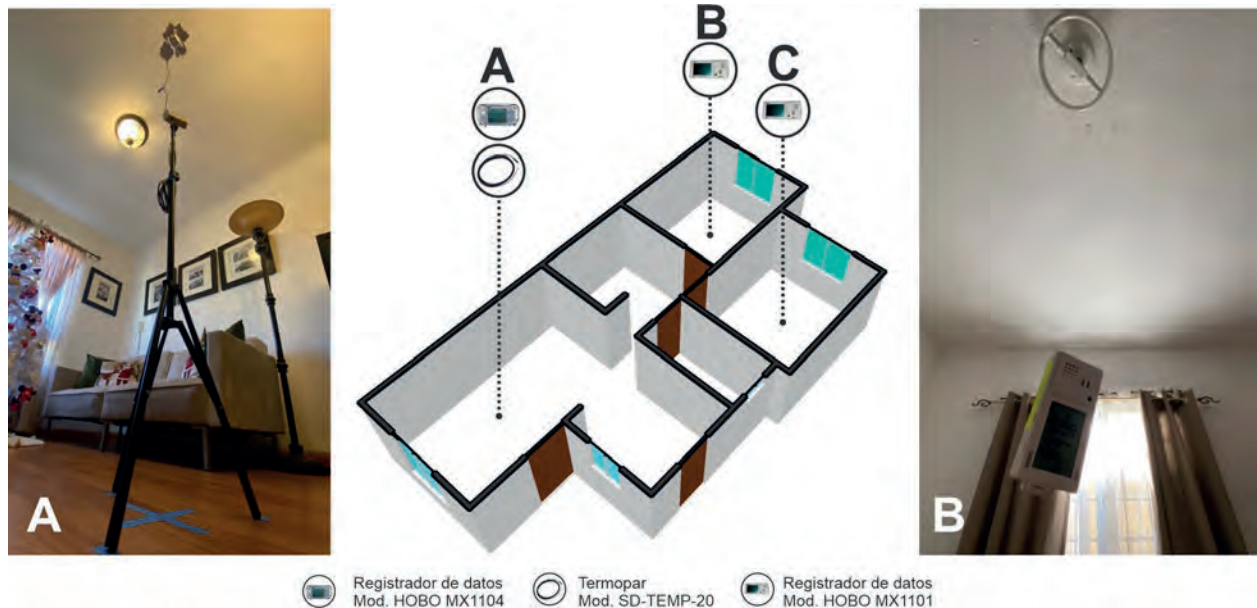 A
B
C
A
B
Registrador de datos
Mod. HOBO MX1104
Termopar
Mod. SD-TEMP-20
Registrador de datos
Mod. HOBO MX1101